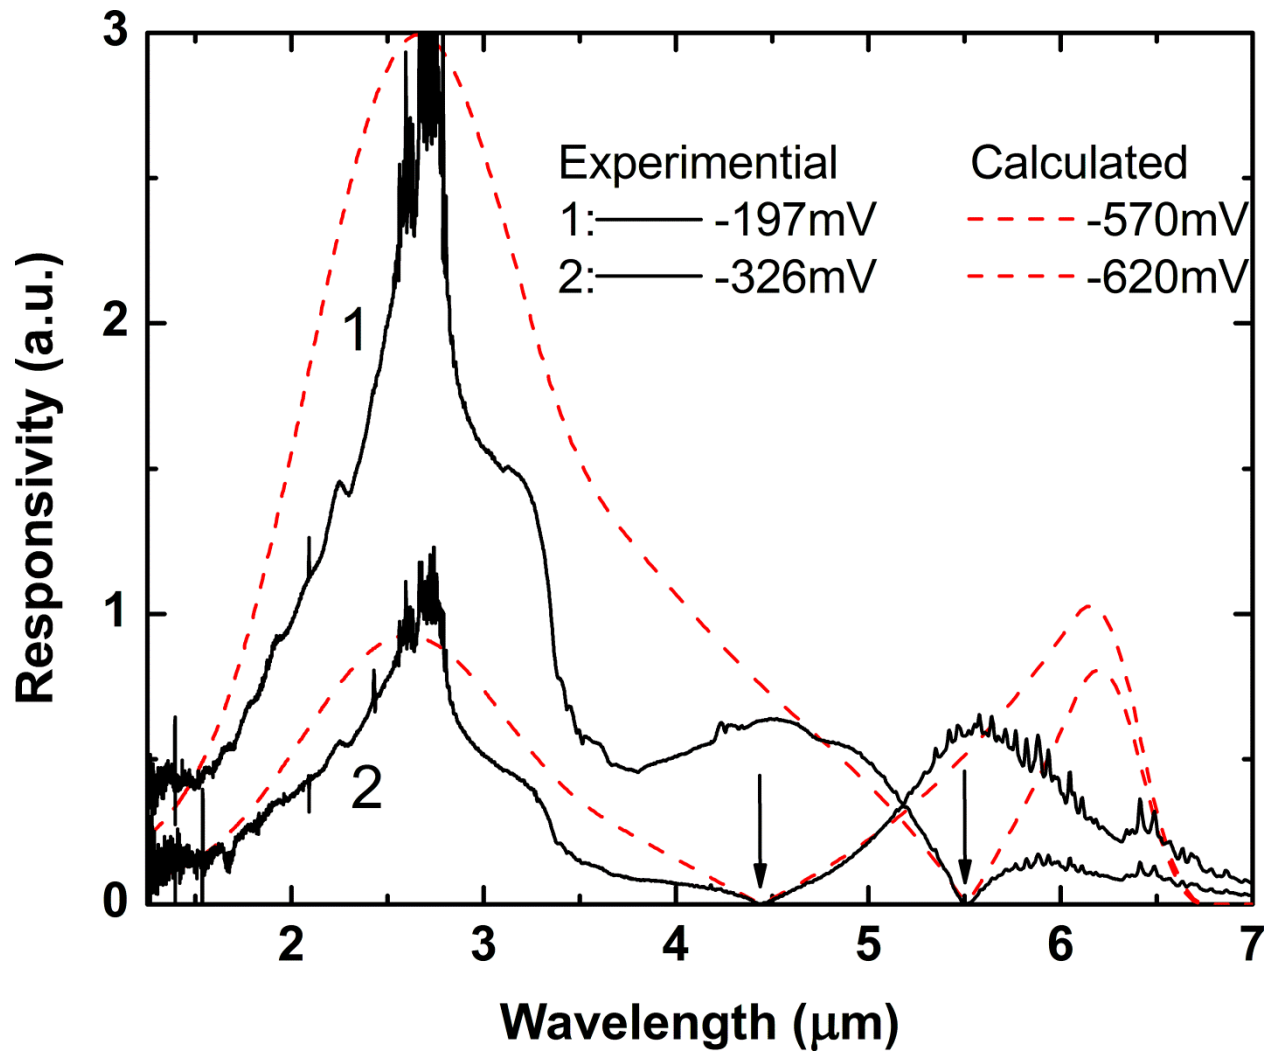 3
2
1
0
Responsivity (a.u.)
Experimential Calculated
1: -197mV -570mV
2: -326mV -620mV
1
2
2 3 4 5 6 7
Wavelength (μm)